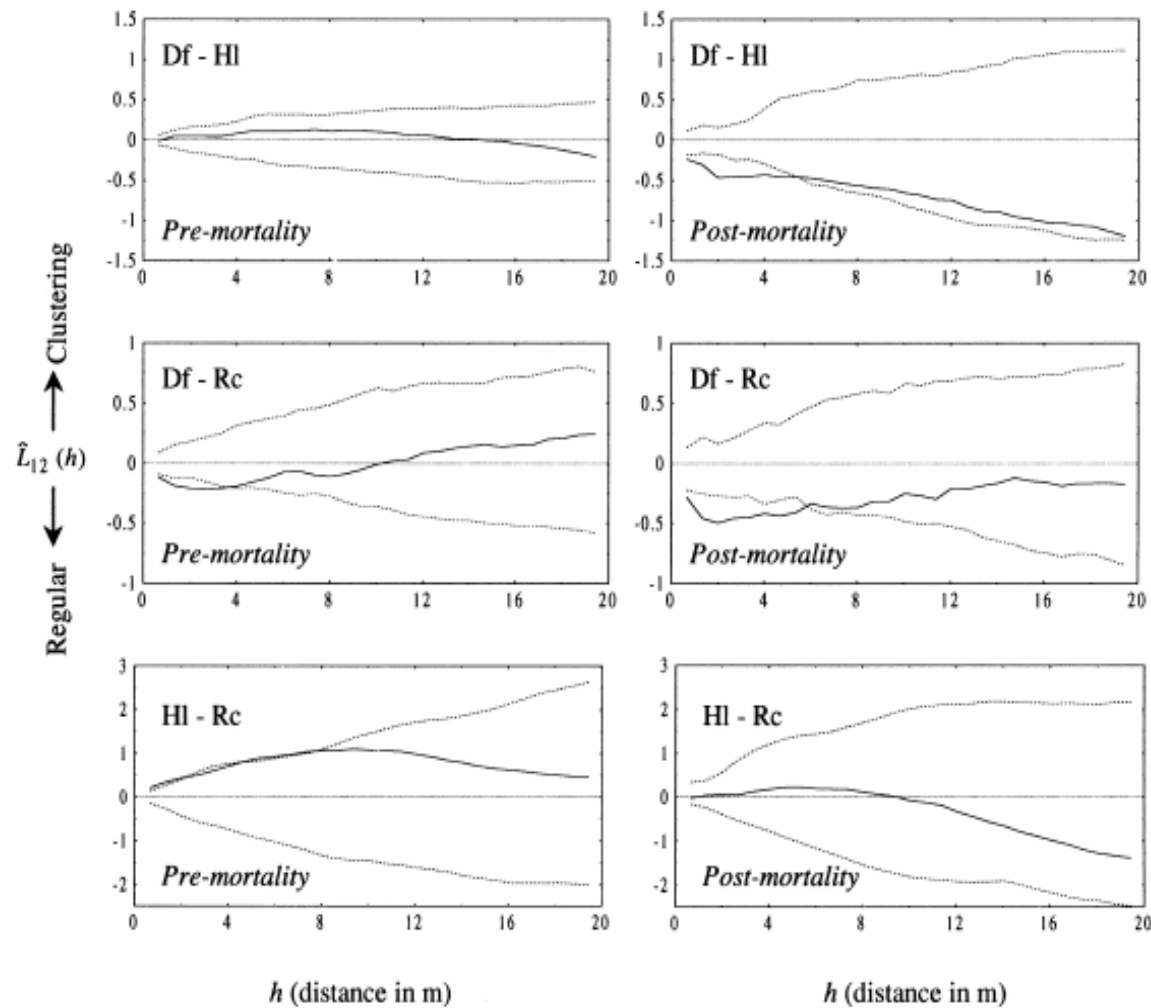 Df - Hl
Pre-mortality
1.5
1
0.5
0
-0.5
-1
-1.5
0 4 8 12 16 20
Df - Hl
Post-mortality
1.5
1
0.5
0
-0.5
-1
-1.5
0 4 8 12 16 20
Df - Rc
Pre-mortality
1
0.5
0
-0.5
-1
0 4 8 12 16 20
Df - Rc
Post-mortality
1
0.5
0
-0.5
-1
0 4 8 12 16 20
Hl - Rc
Pre-mortality
3
2
1
0
-1
-2
0 4 8 12 16 20
Hl - Rc
Post-mortality
3
2
1
0
-1
-2
0 4 8 12 16 20
Clustering
L̂₁₂ (h)
Regular
h (distance in m)
h (distance in m)